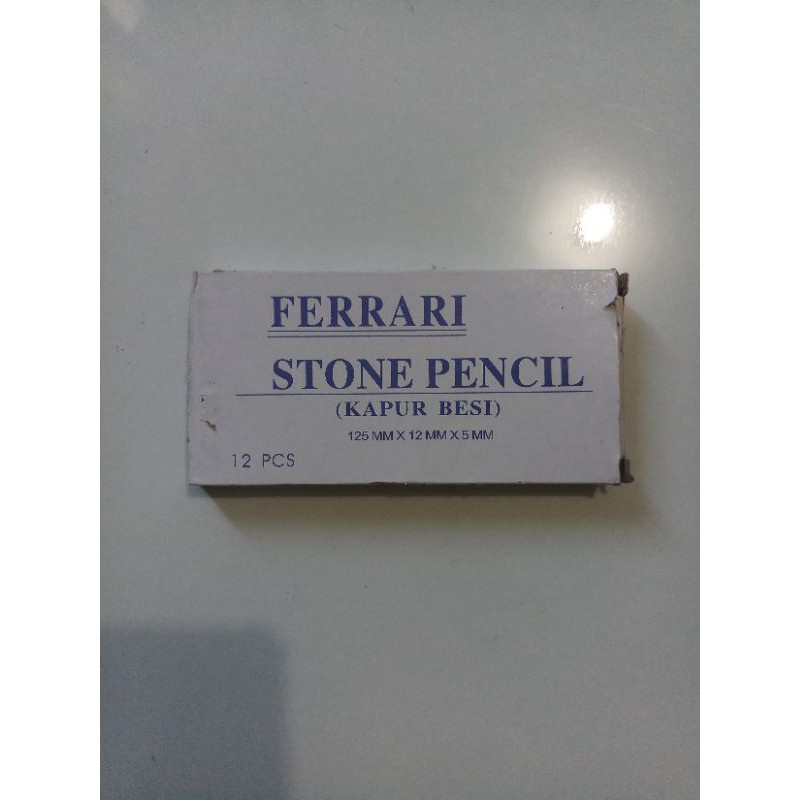 FERRARI
STONE PENCIL
(KAPUR BESI)
125 MM X 12 MM X 5 MM
12 PCS